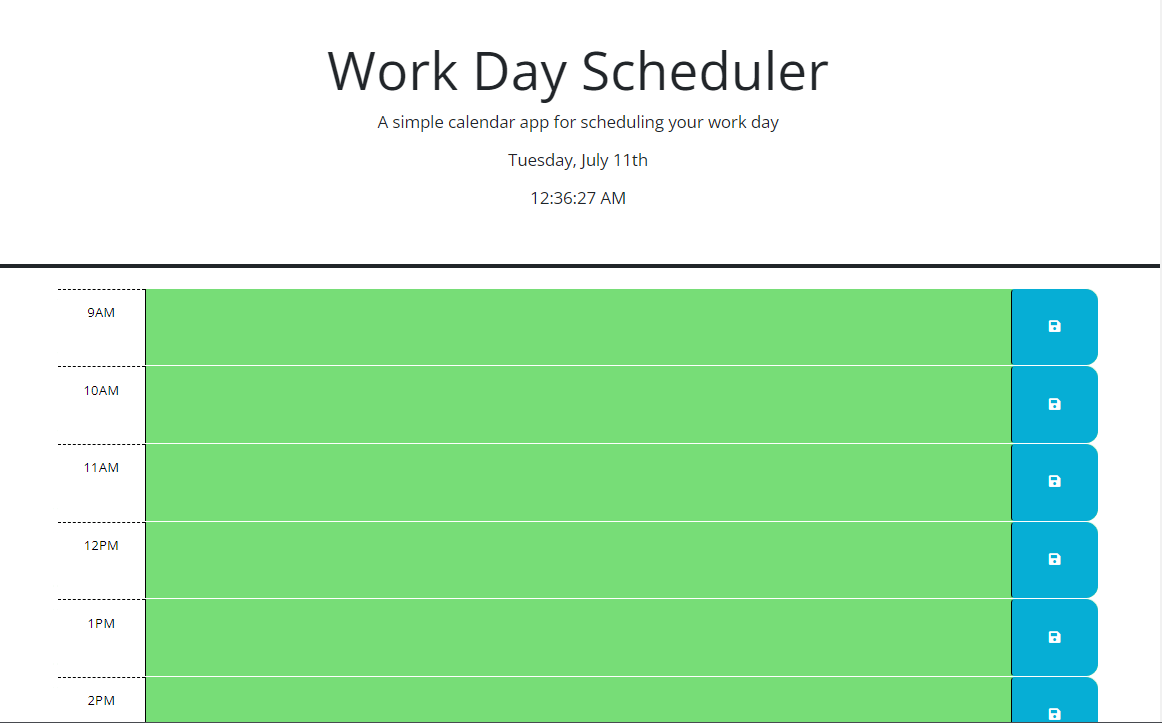 Work Day Scheduler
A simple calendar app for scheduling your work day
Tuesday, July 11th
12:36:27 AM
9AM
10AM
11AM
12PM
1PM
2PM